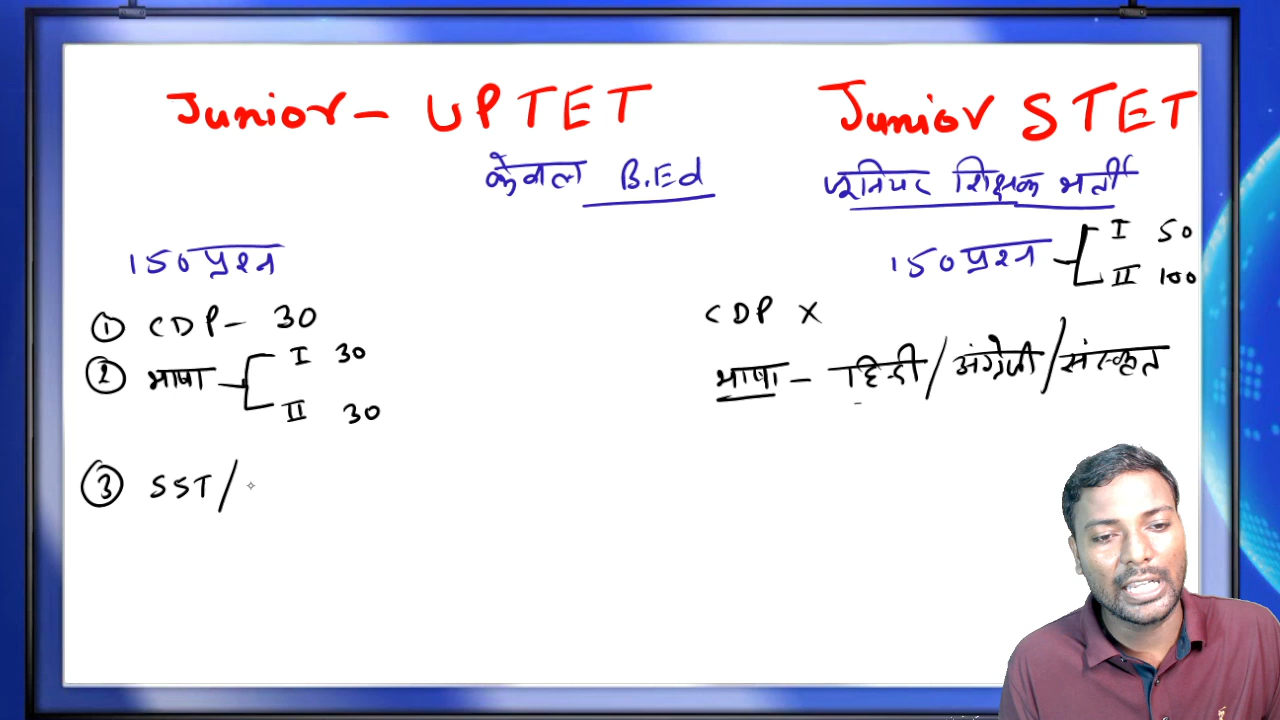 Junior - UPTET
केवल B.Ed
150 प्रश्न
① CDP - 30
② भाषा I 30
II 30
③ SST /
Junior STET
जूनियर शिक्षक भर्ती
150 प्रश्न I 50
II 100
CDP X
भाषा - हिन्दी / अंग्रेजी / संस्कृत